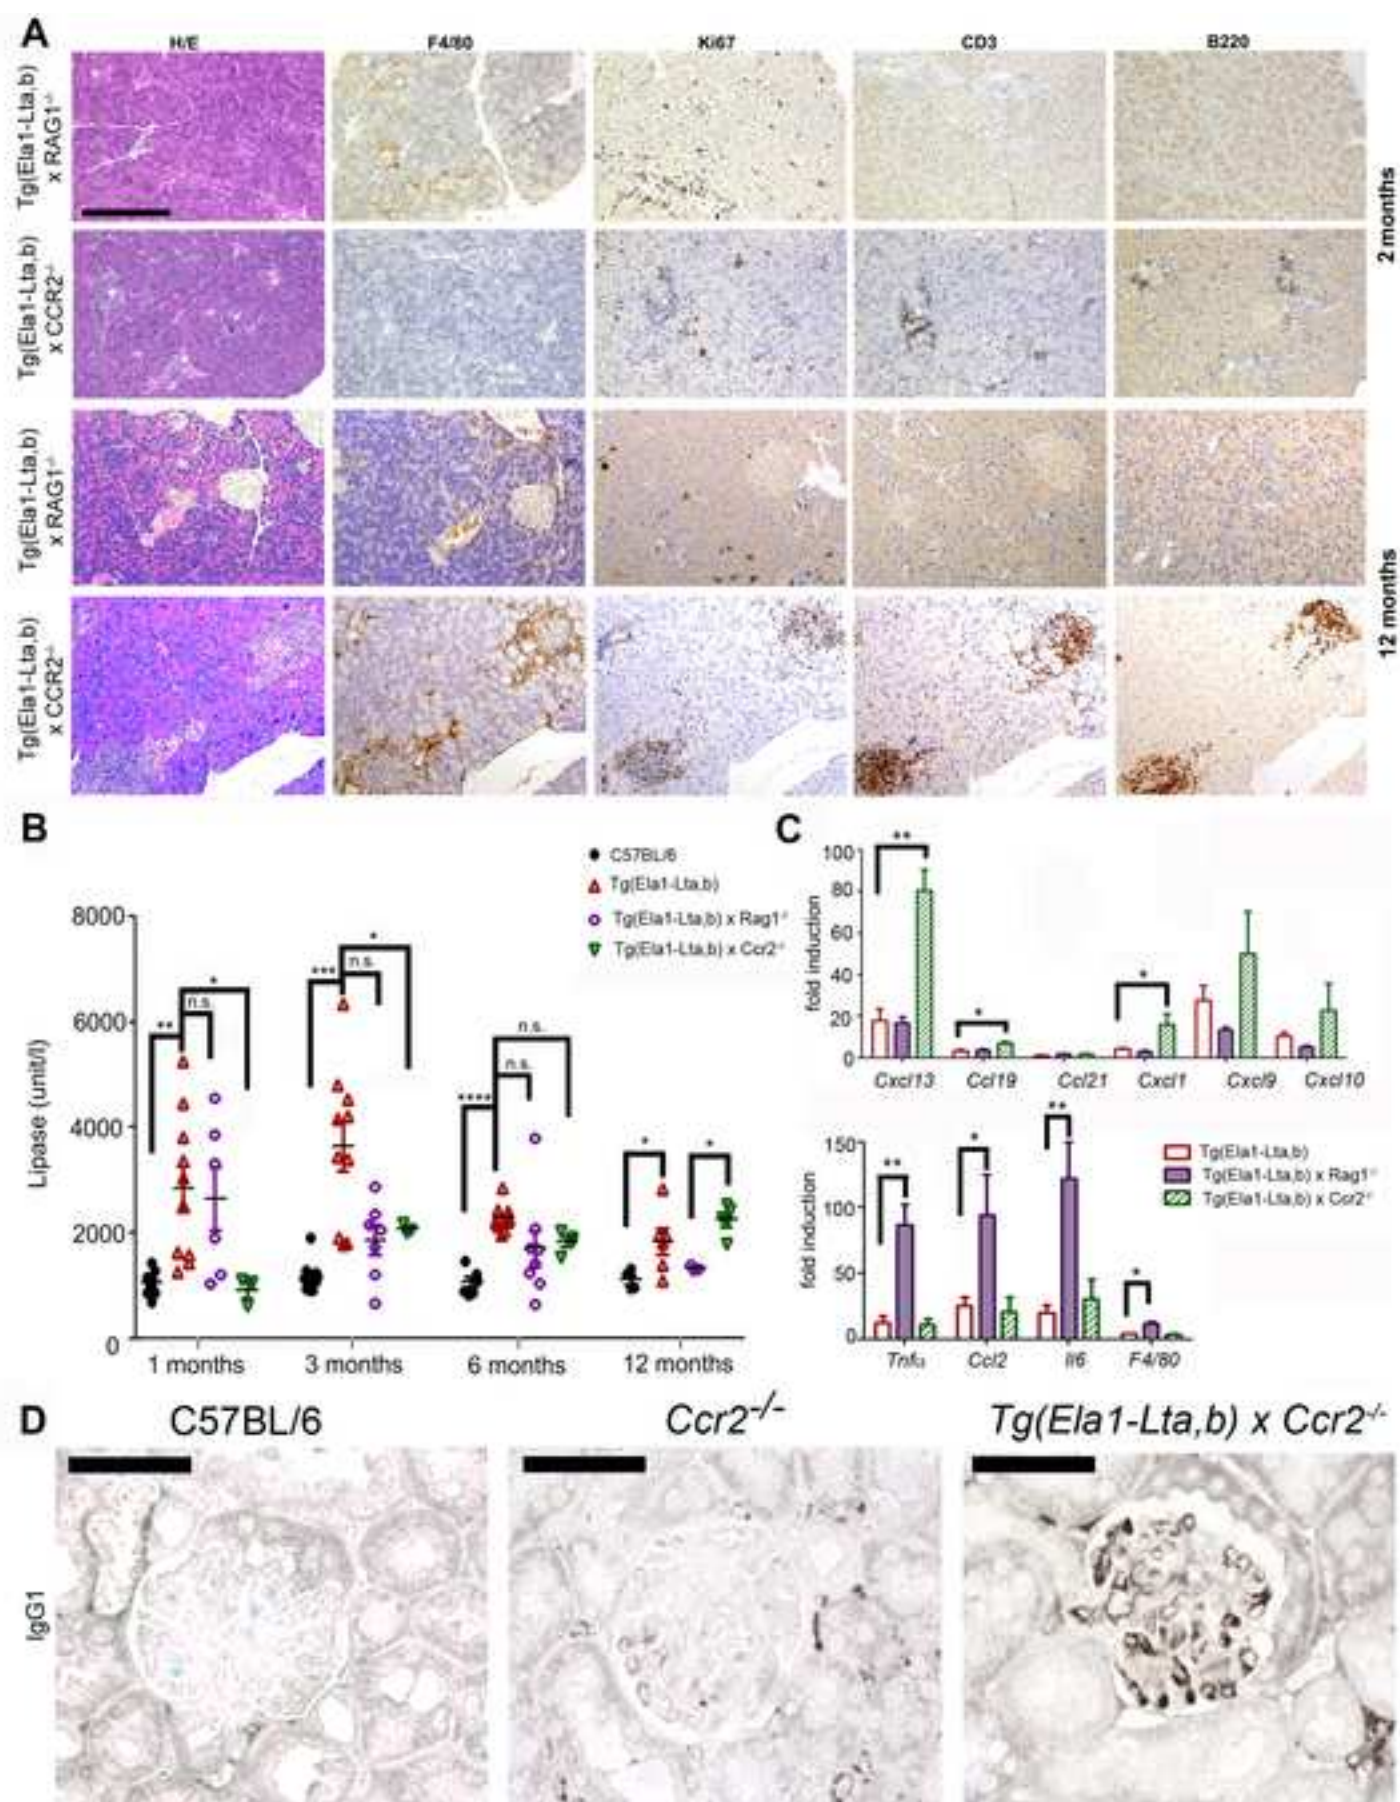 A
H/E F4/80 Ki67 CD3 B220
Tg(Ela1-Lta,b)
x RAG1-/-
Tg(Ela1-Lta,b)
x CCR2-/-
2 months
Tg(Ela1-Lta,b)
x RAG1-/-
Tg(Ela1-Lta,b)
x CCR2-/-
12 months
B
C57BL/6
Tg(Ela1-Lta,b)
Tg(Ela1-Lta,b) x Rag1-/-
Tg(Ela1-Lta,b) x Ccr2-/-
Lipase (unit/l)
8000
6000
4000
2000
0
** n.s. *
*** n.s. *
**** n.s. n.s.
* *
1 months 3 months 6 months 12 months
C
fold induction
100
80
60
40
20
0
** * *
Cxcl13 Ccl19 Ccl21 Cxcl1 Cxcl9 Cxcl10
fold induction
150
100
50
0
** * ** *
Tnfα Ccl2 Il6 F4/80
Tg(Ela1-Lta,b)
Tg(Ela1-Lta,b) x Rag1-/-
Tg(Ela1-Lta,b) x Ccr2-/-
D
C57BL/6 Ccr2-/- Tg(Ela1-Lta,b) x Ccr2-/-
IgG1